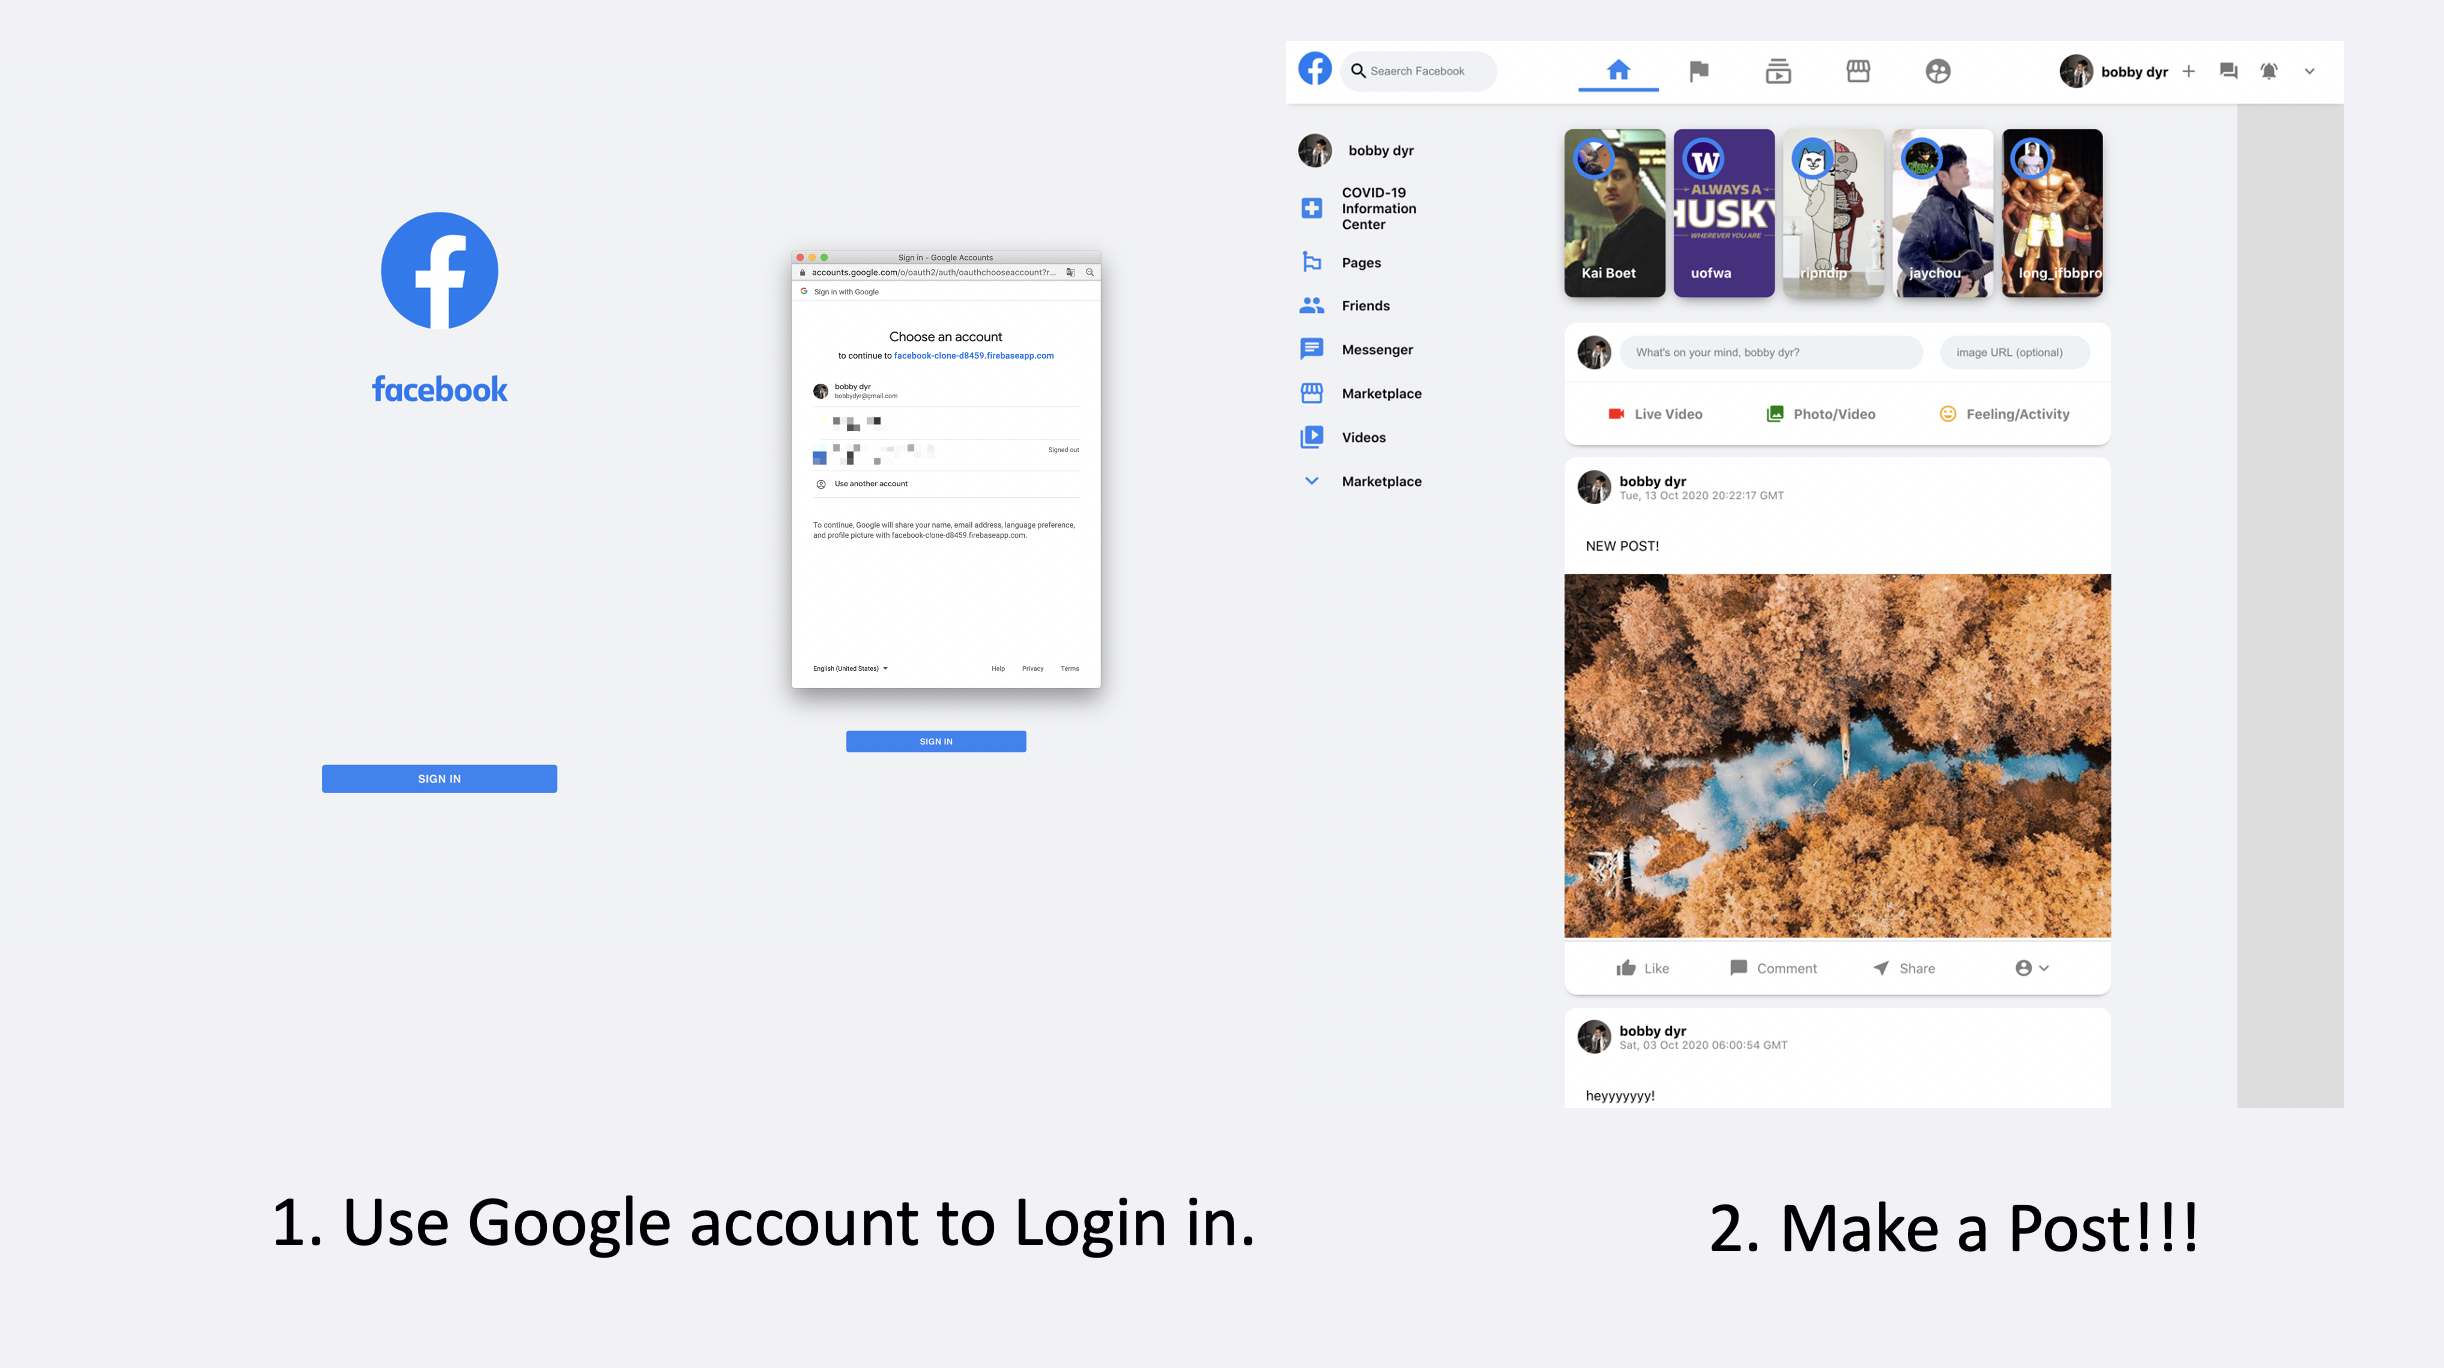 facebook
SIGN IN
Sign in - Google Accounts
accounts.google.com/o/oauth2/auth/oauthchooseaccount?r...
Sign in with Google
Choose an account
to continue to facebook-clone-d8459.firebaseapp.com
bobby dyr
bobbydyr@gmail.com
Signed out
Use another account
To continue, Google will share your name, email address, language preference,
and profile picture with facebook-clone-d8459.firebaseapp.com.
English (United States)
Help Privacy Terms
SIGN IN
1. Use Google account to Login in.
Seaerch Facebook
bobby dyr
bobby dyr
COVID-19
Information
Center
Pages
Friends
Messenger
Marketplace
Videos
Marketplace
Kai Boet
W
ALWAYS A
HUSKY
WHEREVER YOU ARE
uofwa
ripndip
jaychou
long_ifbbpro
What's on your mind, bobby dyr?
image URL (optional)
Live Video
Photo/Video
Feeling/Activity
bobby dyr
Tue, 13 Oct 2020 20:22:17 GMT
NEW POST!
Like
Comment
Share
bobby dyr
Sat, 03 Oct 2020 06:00:54 GMT
heyyyyyyy!
2. Make a Post!!!